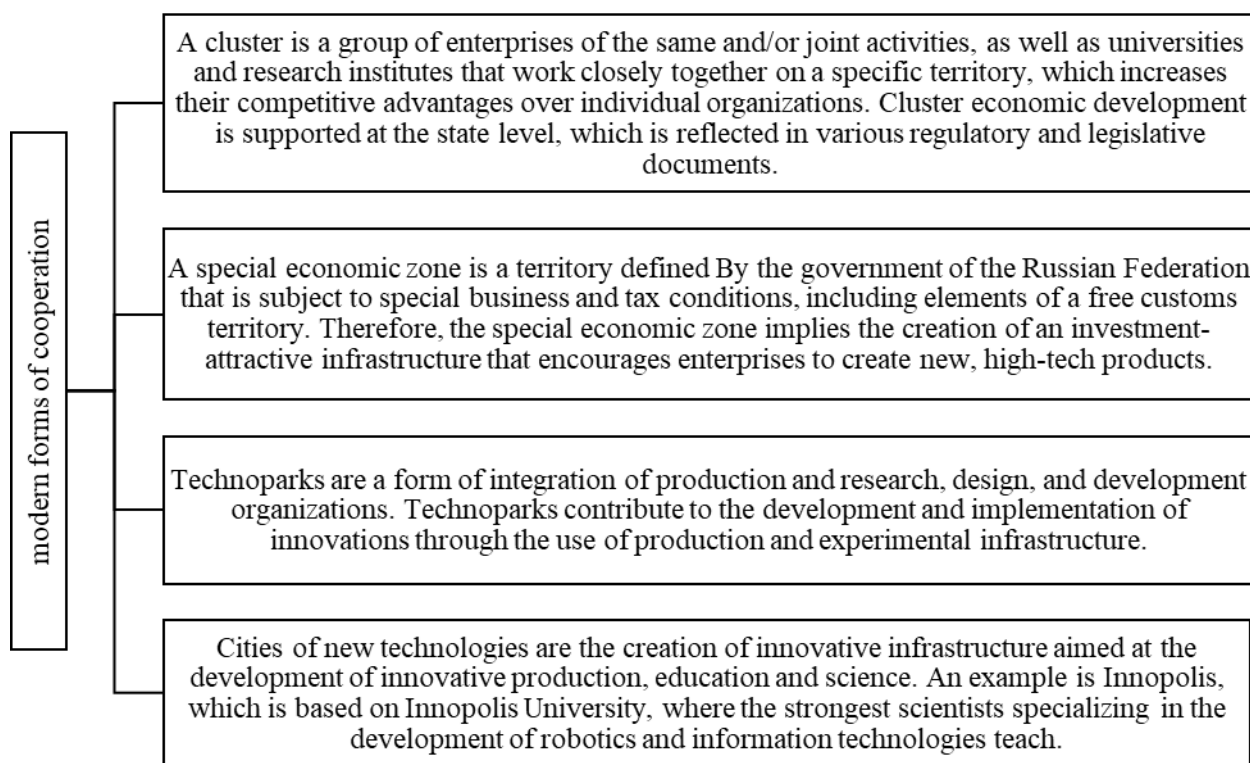 modern forms of cooperation
A cluster is a group of enterprises of the same and/or joint activities, as well as universities
and research institutes that work closely together on a specific territory, which increases
their competitive advantages over individual organizations. Cluster economic development
is supported at the state level, which is reflected in various regulatory and legislative
documents.
A special economic zone is a territory defined By the government of the Russian Federation
that is subject to special business and tax conditions, including elements of a free customs
territory. Therefore, the special economic zone implies the creation of an investment-
attractive infrastructure that encourages enterprises to create new, high-tech products.
Technoparks are a form of integration of production and research, design, and development
organizations. Technoparks contribute to the development and implementation of
innovations through the use of production and experimental infrastructure.
Cities of new technologies are the creation of innovative infrastructure aimed at the
development of innovative production, education and science. An example is Innopolis,
which is based on Innopolis University, where the strongest scientists specializing in the
development of robotics and information technologies teach.